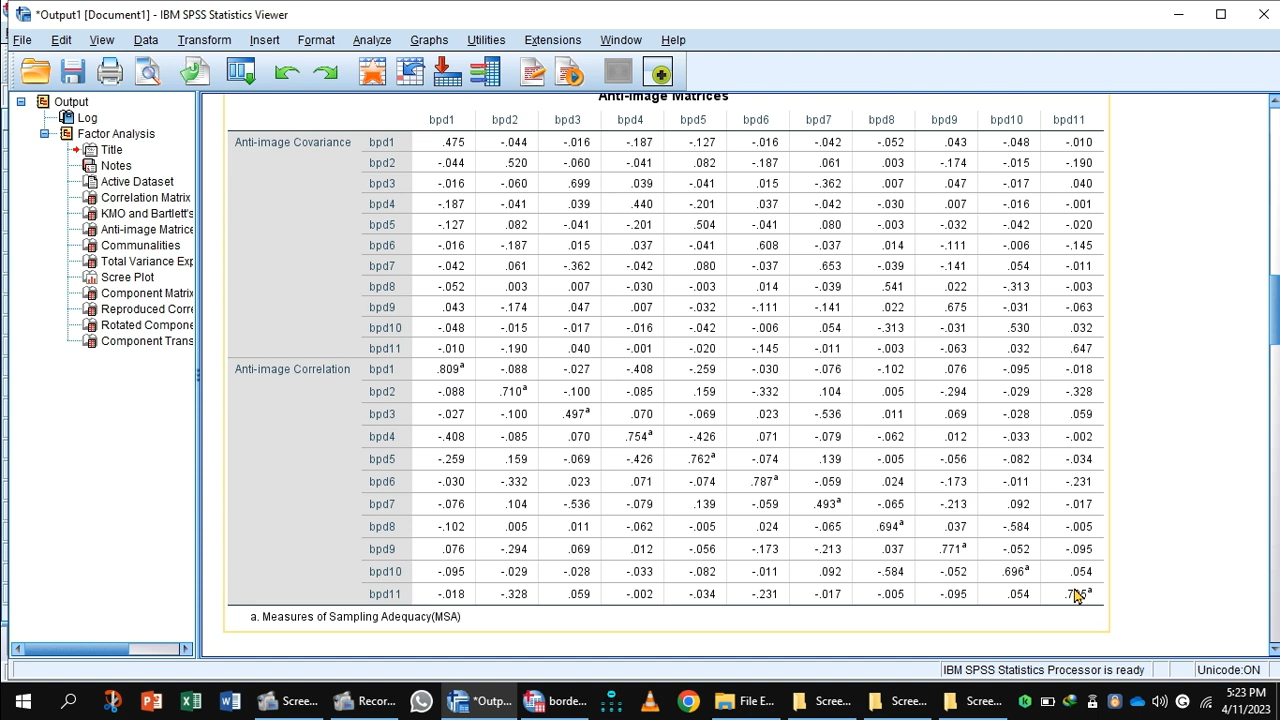 *Output1 [Document1] - IBM SPSS Statistics Viewer
File Edit View Data Transform Insert Format Analyze Graphs Utilities Extensions Window Help
Output
Log
Factor Analysis
Title
Notes
Active Dataset
Correlation Matrix
KMO and Bartlett's
Anti-image Matrice
Communalities
Total Variance Exp
Scree Plot
Component Matrix
Reproduced Corre
Rotated Compone
Component Trans
Anti-image Matrices
bpd1 bpd2 bpd3 bpd4 bpd5 bpd6 bpd7 bpd8 bpd9 bpd10 bpd11
Anti-image Covariance bpd1 .475 -.044 -.016 -.187 -.127 -.016 -.042 -.052 .043 -.048 -.010
bpd2 -.044 .520 -.060 -.041 .082 -.187 .061 .003 -.174 -.015 -.190
bpd3 -.016 -.060 .699 .039 -.041 .015 -.362 .007 .047 -.017 .040
bpd4 -.187 -.041 .039 .440 -.201 .037 -.042 -.030 .007 -.016 -.001
bpd5 -.127 .082 -.041 -.201 .504 -.041 .080 -.003 -.032 -.042 -.020
bpd6 -.016 -.187 .015 .037 -.041 .608 -.037 .014 -.111 -.006 -.145
bpd7 -.042 .061 -.362 -.042 .080 -.037 .653 -.039 -.141 .054 -.011
bpd8 -.052 .003 .007 -.030 -.003 .014 -.039 .541 .022 -.313 -.003
bpd9 .043 -.174 .047 .007 -.032 -.111 -.141 .022 .675 -.031 -.063
bpd10 -.048 -.015 -.017 -.016 -.042 -.006 .054 -.313 -.031 .530 .032
bpd11 -.010 -.190 .040 -.001 -.020 -.145 -.011 -.003 -.063 .032 .647
Anti-image Correlation bpd1 .809a -.088 -.027 -.408 -.259 -.030 -.076 -.102 .076 -.095 -.018
bpd2 -.088 .710a -.100 -.085 .159 -.332 .104 .005 -.294 -.029 -.328
bpd3 -.027 -.100 .497a .070 -.069 .023 -.536 .011 .069 -.028 .059
bpd4 -.408 -.085 .070 .754a -.426 .071 -.079 -.062 .012 -.033 -.002
bpd5 -.259 .159 -.069 -.426 .762a -.074 .139 -.005 -.056 -.082 -.034
bpd6 -.030 -.332 .023 .071 -.074 .787a -.059 .024 -.173 -.011 -.231
bpd7 -.076 .104 -.536 -.079 .139 -.059 .493a -.065 -.213 .092 -.017
bpd8 -.102 .005 .011 -.062 -.005 .024 -.065 .694a .037 -.584 -.005
bpd9 .076 -.294 .069 .012 -.056 -.173 -.213 .037 .771a -.052 -.095
bpd10 -.095 -.029 -.028 -.033 -.082 -.011 .092 -.584 -.052 .696a .054
bpd11 -.018 -.328 .059 -.002 -.034 -.231 -.017 -.005 -.095 .054
a. Measures of Sampling Adequacy(MSA)
IBM SPSS Statistics Processor is ready Unicode:ON
Scree... Recor... *Outp... borde... File E... Scree... Scree... Scree... 5:23 PM
4/11/2023